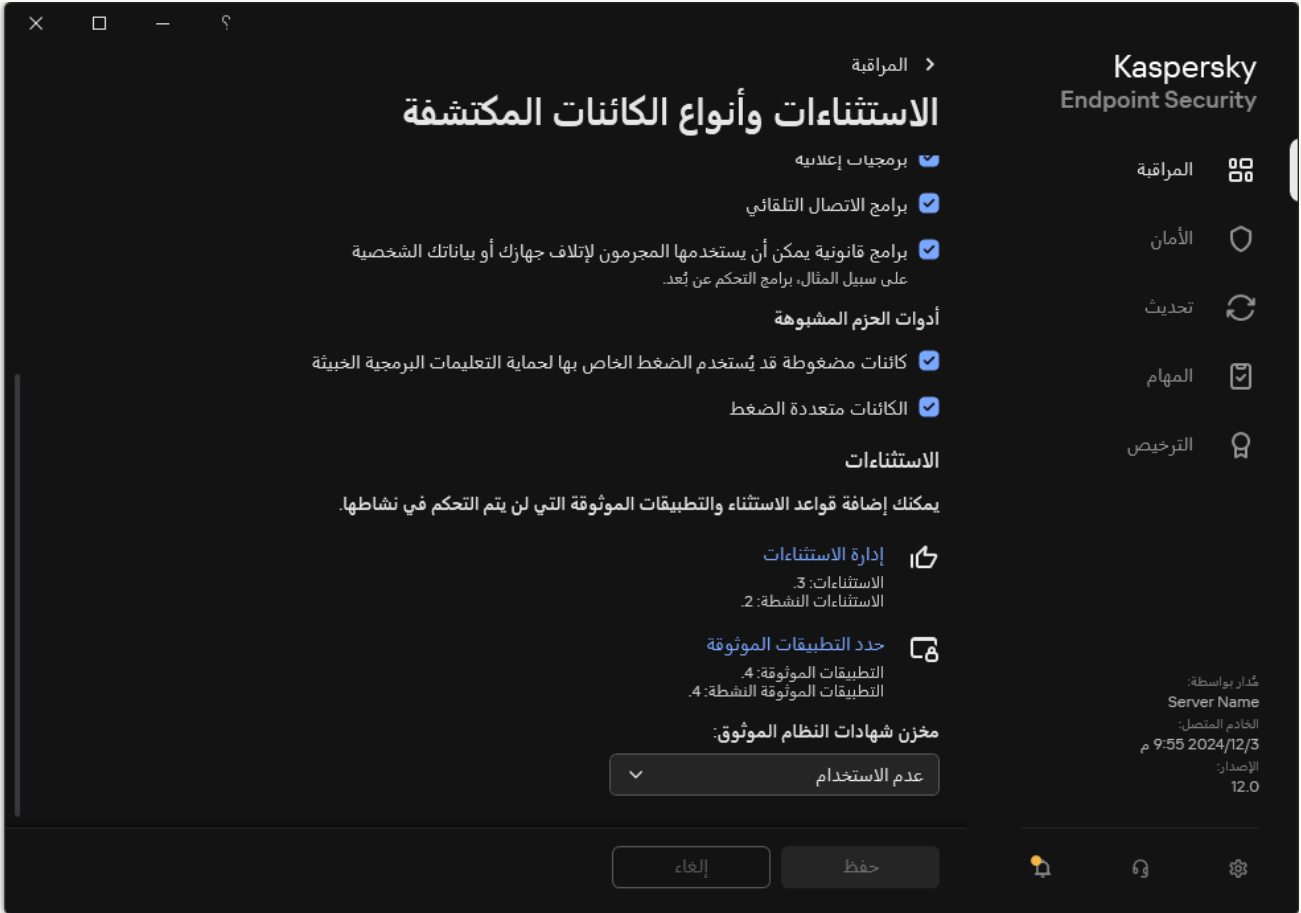 ؟
Kaspersky
Endpoint Security
المراقبة
الأمان
تحديث
المهام
الترخيص
مُدار بواسطة:
Server Name
الخادم المتصل:
2024/12/3 9:55 م
الإصدار:
12.0
المراقبة
الاستثناءات وأنواع الكائنات المكتشفة
برمجيات إعلانية
برامج الاتصال التلقائي
برامج قانونية يمكن أن يستخدمها المجرمون لإتلاف جهازك أو بياناتك الشخصية
على سبيل المثال، برامج التحكم عن بُعد.
أدوات الحزم المشبوهة
كائنات مضغوطة قد يُستخدم الضغط الخاص بها لحماية التعليمات البرمجية الخبيثة
الكائنات متعددة الضغط
الاستثناءات
يمكنك إضافة قواعد الاستثناء والتطبيقات الموثوقة التي لن يتم التحكم في نشاطها.
إدارة الاستثناءات
الاستثناءات: 3.
الاستثناءات النشطة: 2.
حدد التطبيقات الموثوقة
التطبيقات الموثوقة: 4.
التطبيقات الموثوقة النشطة: 4.
مخزن شهادات النظام الموثوق:
عدم الاستخدام
حفظ
إلغاء